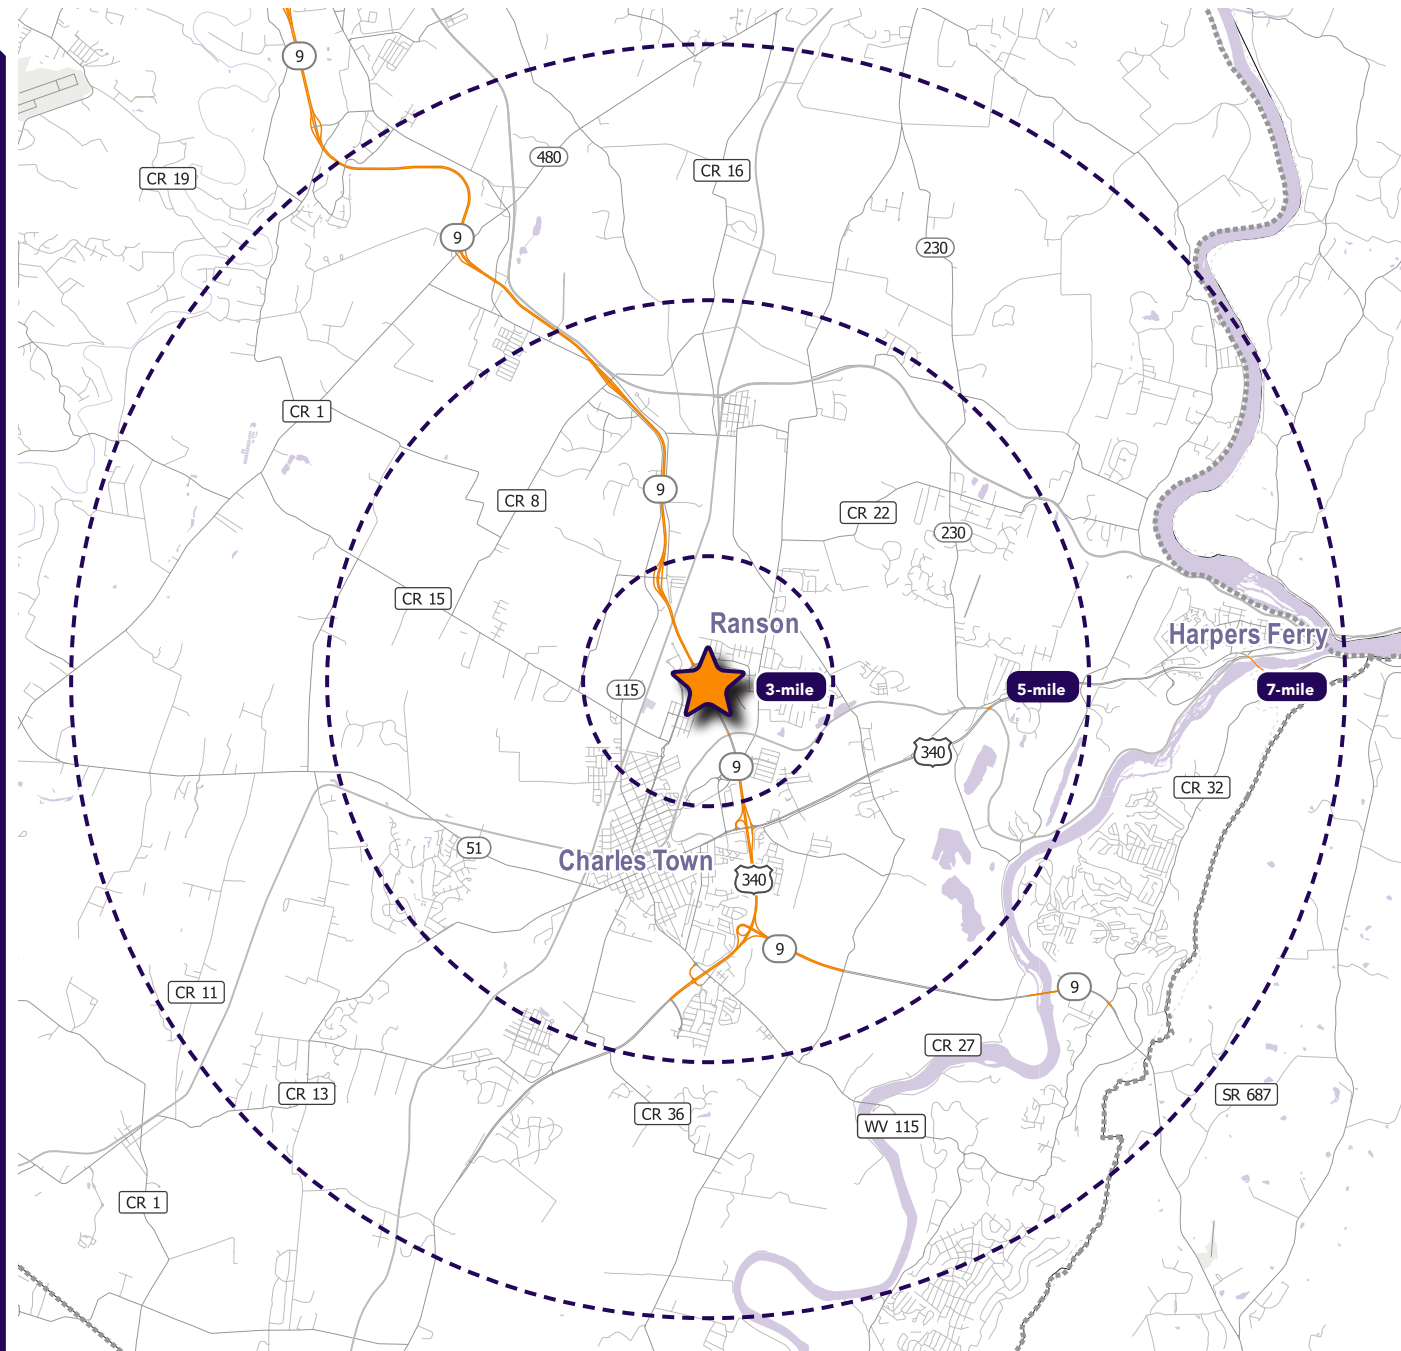 9
480
CR 16
CR 19
9
230
CR 1
9
CR 8
CR 22
230
CR 15
Ranson
Harpers Ferry
115
3-mile
5-mile
7-mile
340
9
CR 32
51
Charles Town
340
9
9
CR 11
CR 27
CR 13
SR 687
CR 36
WV 115
CR 1